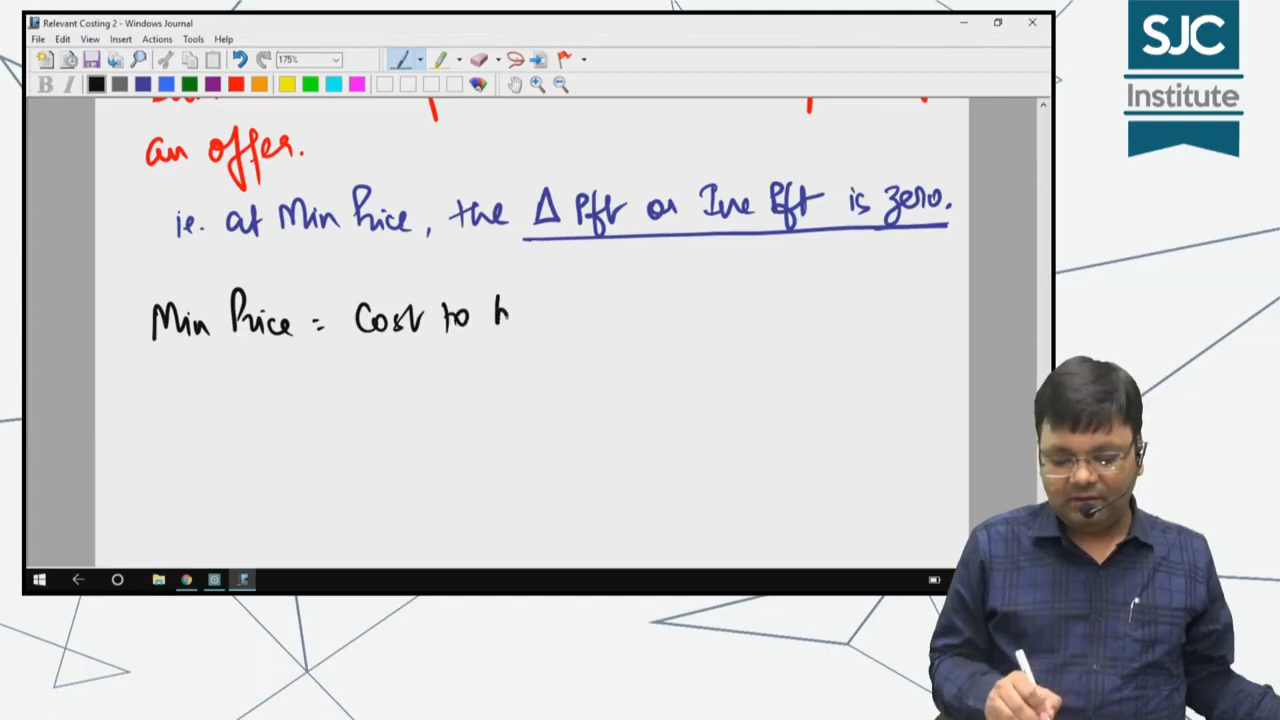 Relevant Costing 2 - Windows Journal
File Edit View Insert Actions Tools Help
175%
B I
an offer.
ie. at Min Price, the Δ Pft or Inc Pft is zero.
Min Price = Cost to
SJC
Institute